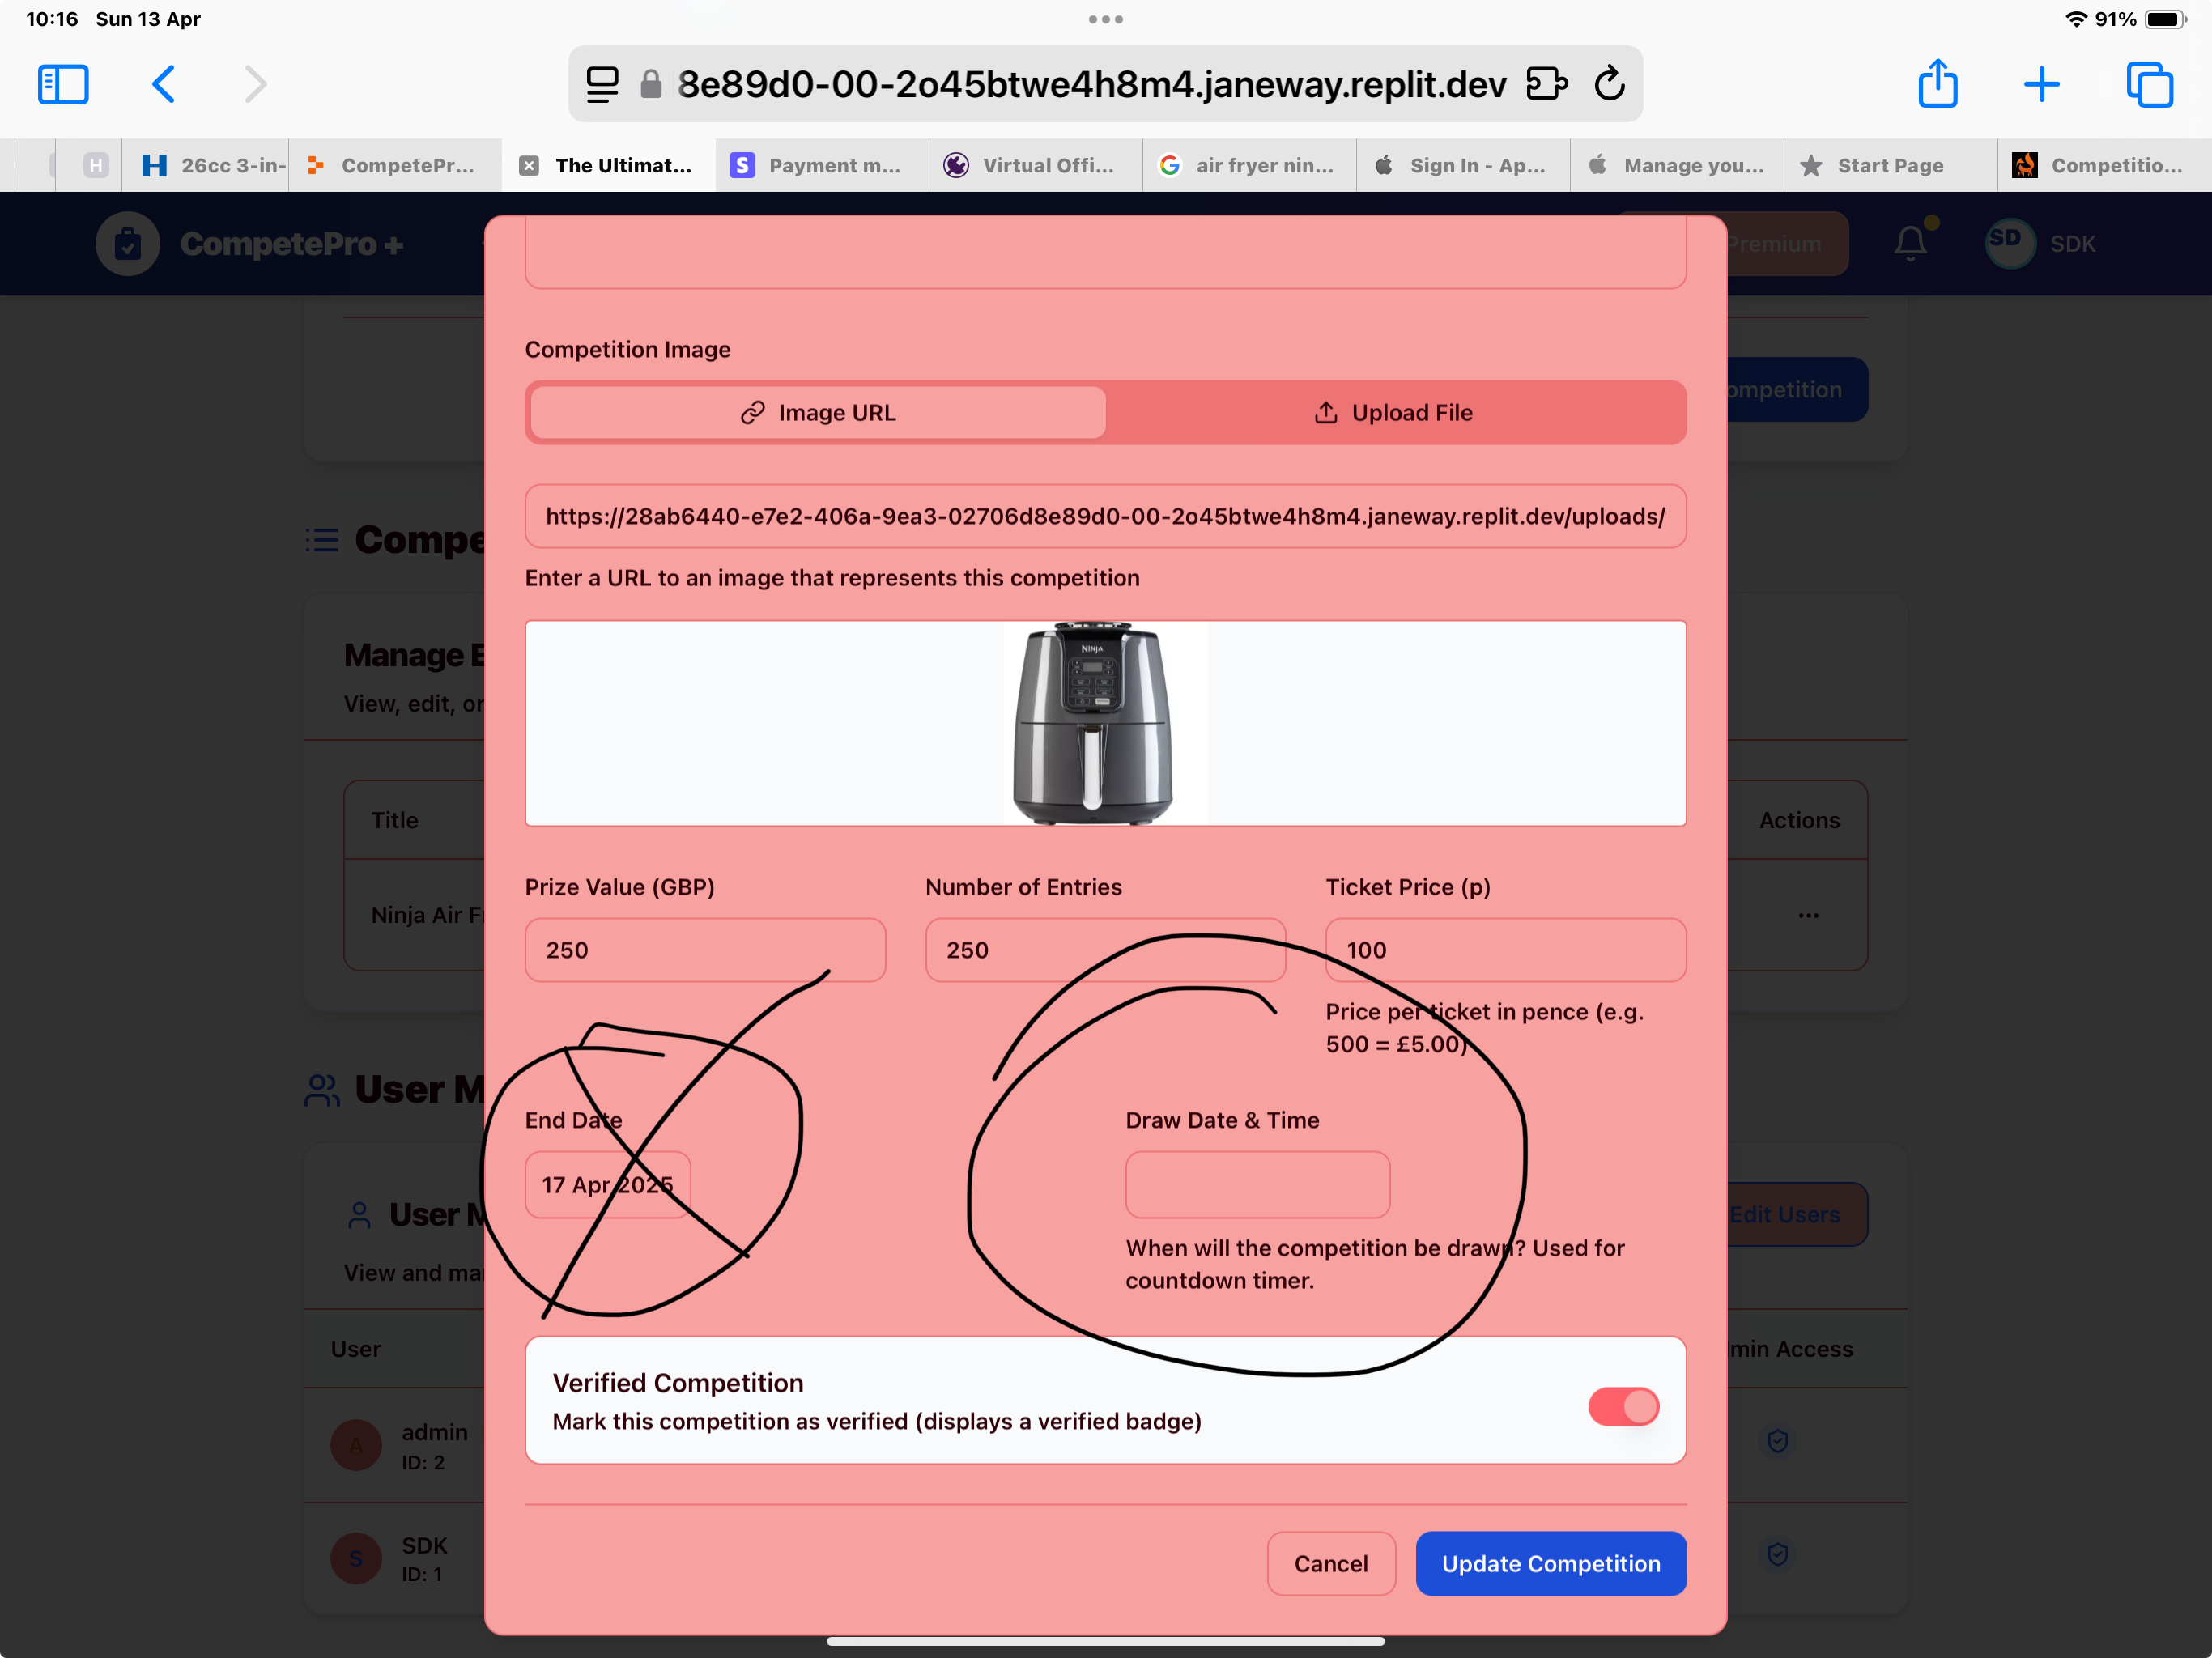 10:16 Sun 13 Apr
91%
8e89d0-00-2o45btwe4h8m4.janeway.replit.dev
H
H 26cc 3-in-
CompetePr...
The Ultimat...
S Payment m...
Virtual Offi...
G air fryer nin...
Sign In - Ap...
Manage you...
Start Page
Competitio...
CompetePro +
Premium
SD SDK
Competition Image
Image URL
Upload File
ompetition
https://28ab6440-e7e2-406a-9ea3-02706d8e89d0-00-2o45btwe4h8m4.janeway.replit.dev/uploads/
Compe
Enter a URL to an image that represents this competition
NINJA
Manage E
View, edit, or
Title
Actions
Prize Value (GBP)
Number of Entries
Ticket Price (p)
Ninja Air F
250
250
100
...
Price per ticket in pence (e.g.
500 = £5.00)
User M
End Date
Draw Date & Time
17 Apr 2025
User M
Edit Users
When will the competition be drawn? Used for
countdown timer.
View and ma
User
min Access
Verified Competition
Mark this competition as verified (displays a verified badge)
A
admin
ID: 2
S
SDK
ID: 1
Cancel
Update Competition